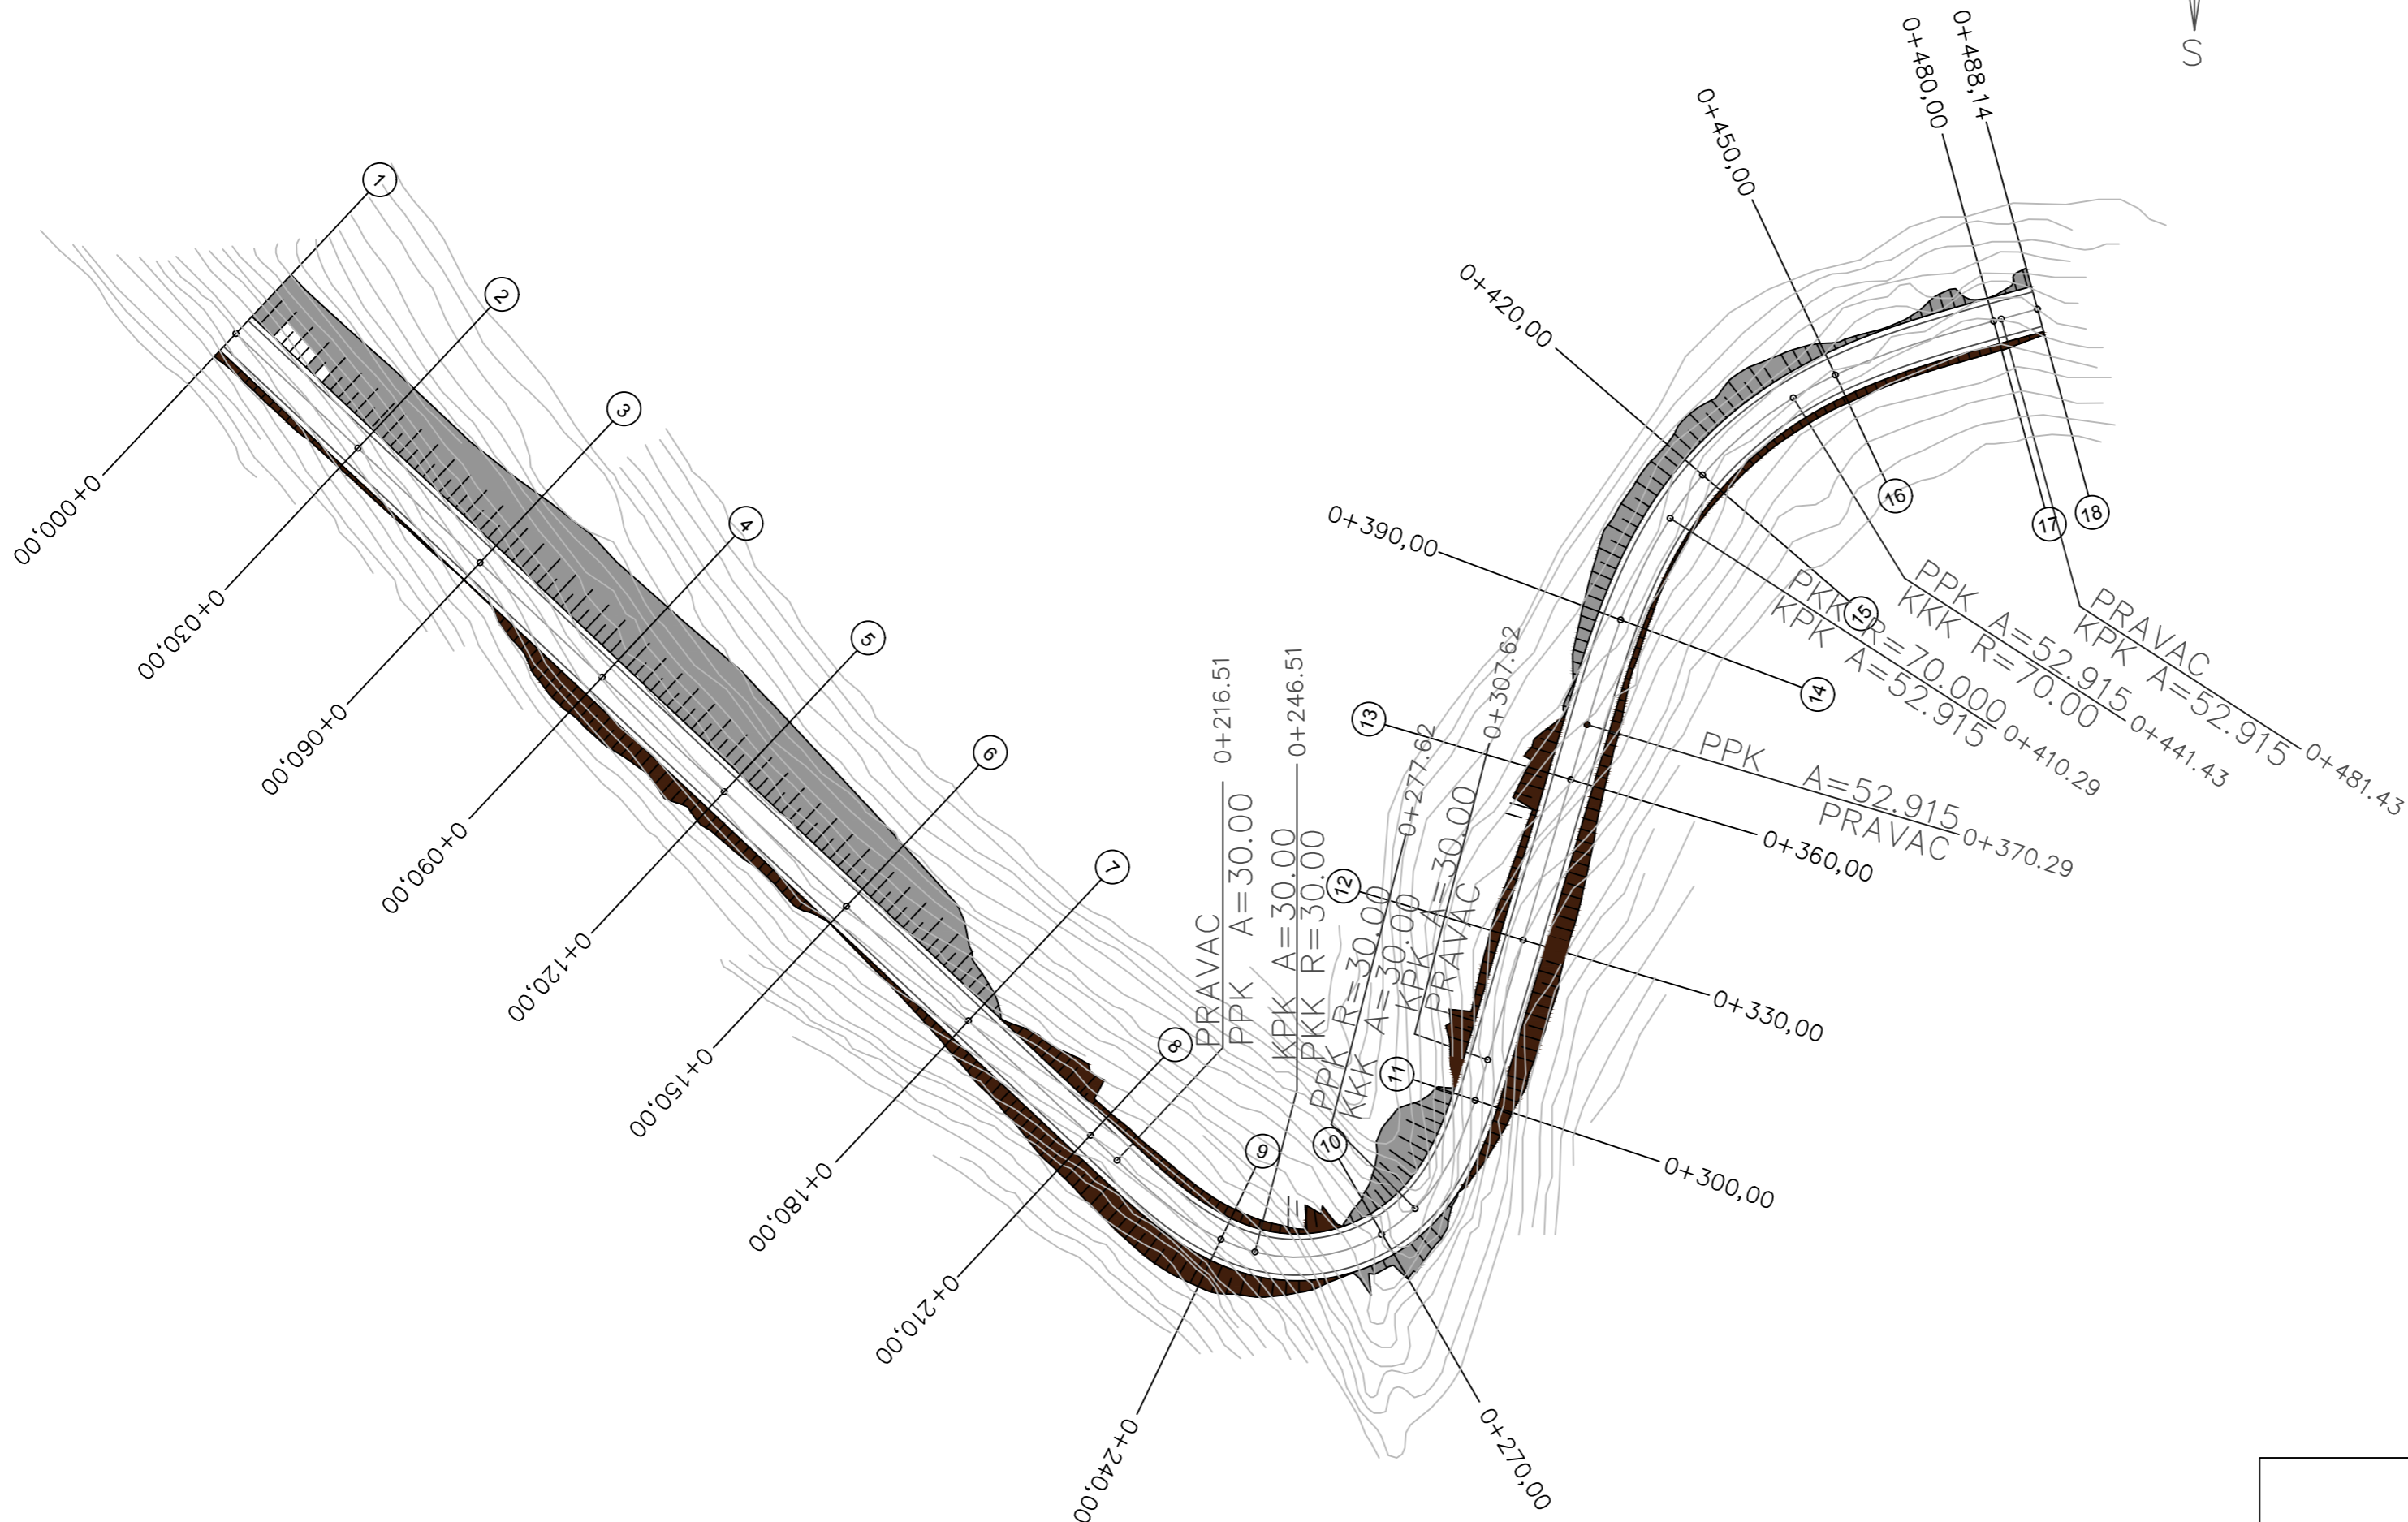 S
0+488,14
0+480,00
0+450,00
0+420,00
0+390,00
1
2
3
4
5
6
7
8
9
10
11
12
13
14
15
16
17
18
0+000,00
0+030,00
0+060,00
0+090,00
0+120,00
0+150,00
0+180,00
0+210,00
0+240,00
0+270,00
0+300,00
0+330,00
0+360,00
0+216.51
PRAVAC
PPK A=30.00
0+246.51
KPK A=30.00
PKK R=30.00
0+277.62
PPK R=30.00
KKK A=30.00
0+307.62
KPK A=30.00
PRAVAC
PPK A=52.915
PRAVAC
0+370.29
PKK R=70.000
KPK A=52.915
0+410.29
PPK A=52.915
KKK R=70.00
0+441.43
PRAVAC
KPK A=52.915
0+481.43